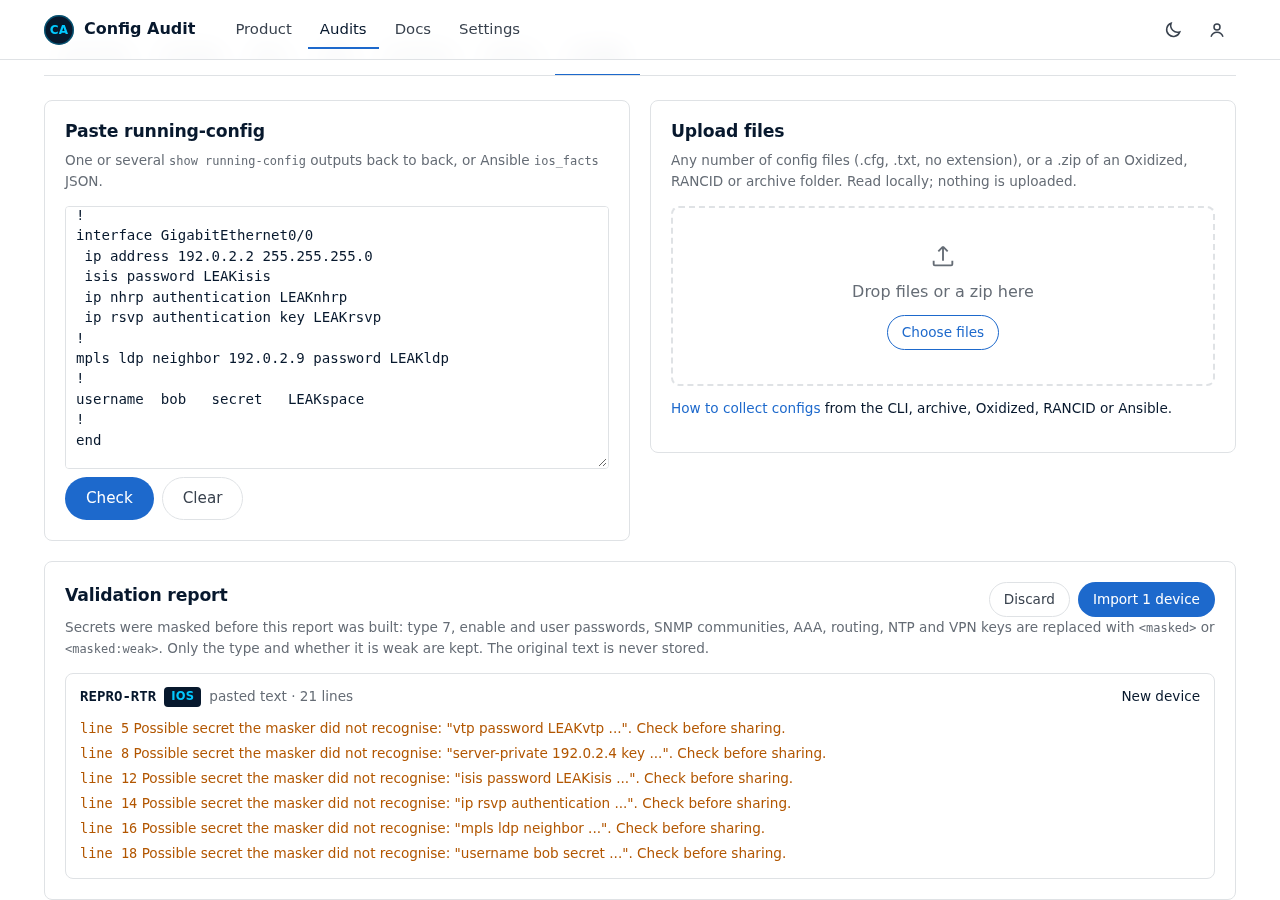 CA Config Audit Product Audits Docs Settings
Paste running-config
One or several show running-config outputs back to back, or Ansible ios_facts
JSON.
!
interface GigabitEthernet0/0
 ip address 192.0.2.2 255.255.255.0
 isis password LEAKisis
 ip nhrp authentication LEAKnhrp
 ip rsvp authentication key LEAKrsvp
!
mpls ldp neighbor 192.0.2.9 password LEAKldp
!
username  bob   secret   LEAKspace
!
end
Check Clear
Upload files
Any number of config files (.cfg, .txt, no extension), or a .zip of an Oxidized,
RANCID or archive folder. Read locally; nothing is uploaded.
Drop files or a zip here
Choose files
How to collect configs from the CLI, archive, Oxidized, RANCID or Ansible.
Validation report
Discard Import 1 device
Secrets were masked before this report was built: type 7, enable and user passwords, SNMP communities, AAA, routing, NTP and VPN keys are replaced with <masked> or
<masked:weak>. Only the type and whether it is weak are kept. The original text is never stored.
REPRO-RTR IOS pasted text · 21 lines New device
line 5 Possible secret the masker did not recognise: "vtp password LEAKvtp ...". Check before sharing.
line 8 Possible secret the masker did not recognise: "server-private 192.0.2.4 key ...". Check before sharing.
line 12 Possible secret the masker did not recognise: "isis password LEAKisis ...". Check before sharing.
line 14 Possible secret the masker did not recognise: "ip rsvp authentication ...". Check before sharing.
line 16 Possible secret the masker did not recognise: "mpls ldp neighbor ...". Check before sharing.
line 18 Possible secret the masker did not recognise: "username bob secret ...". Check before sharing.